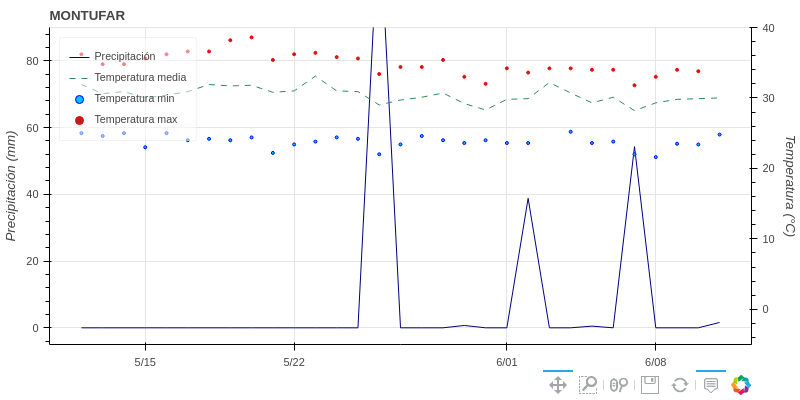 MONTUFAR
Precipitación
Temperatura media
Temperatura min
Temperatura max
Precipitación (mm)
80
60
40
20
0
40
30
20
10
0
Temperatura (°C)
5/15
5/22
6/01
6/08